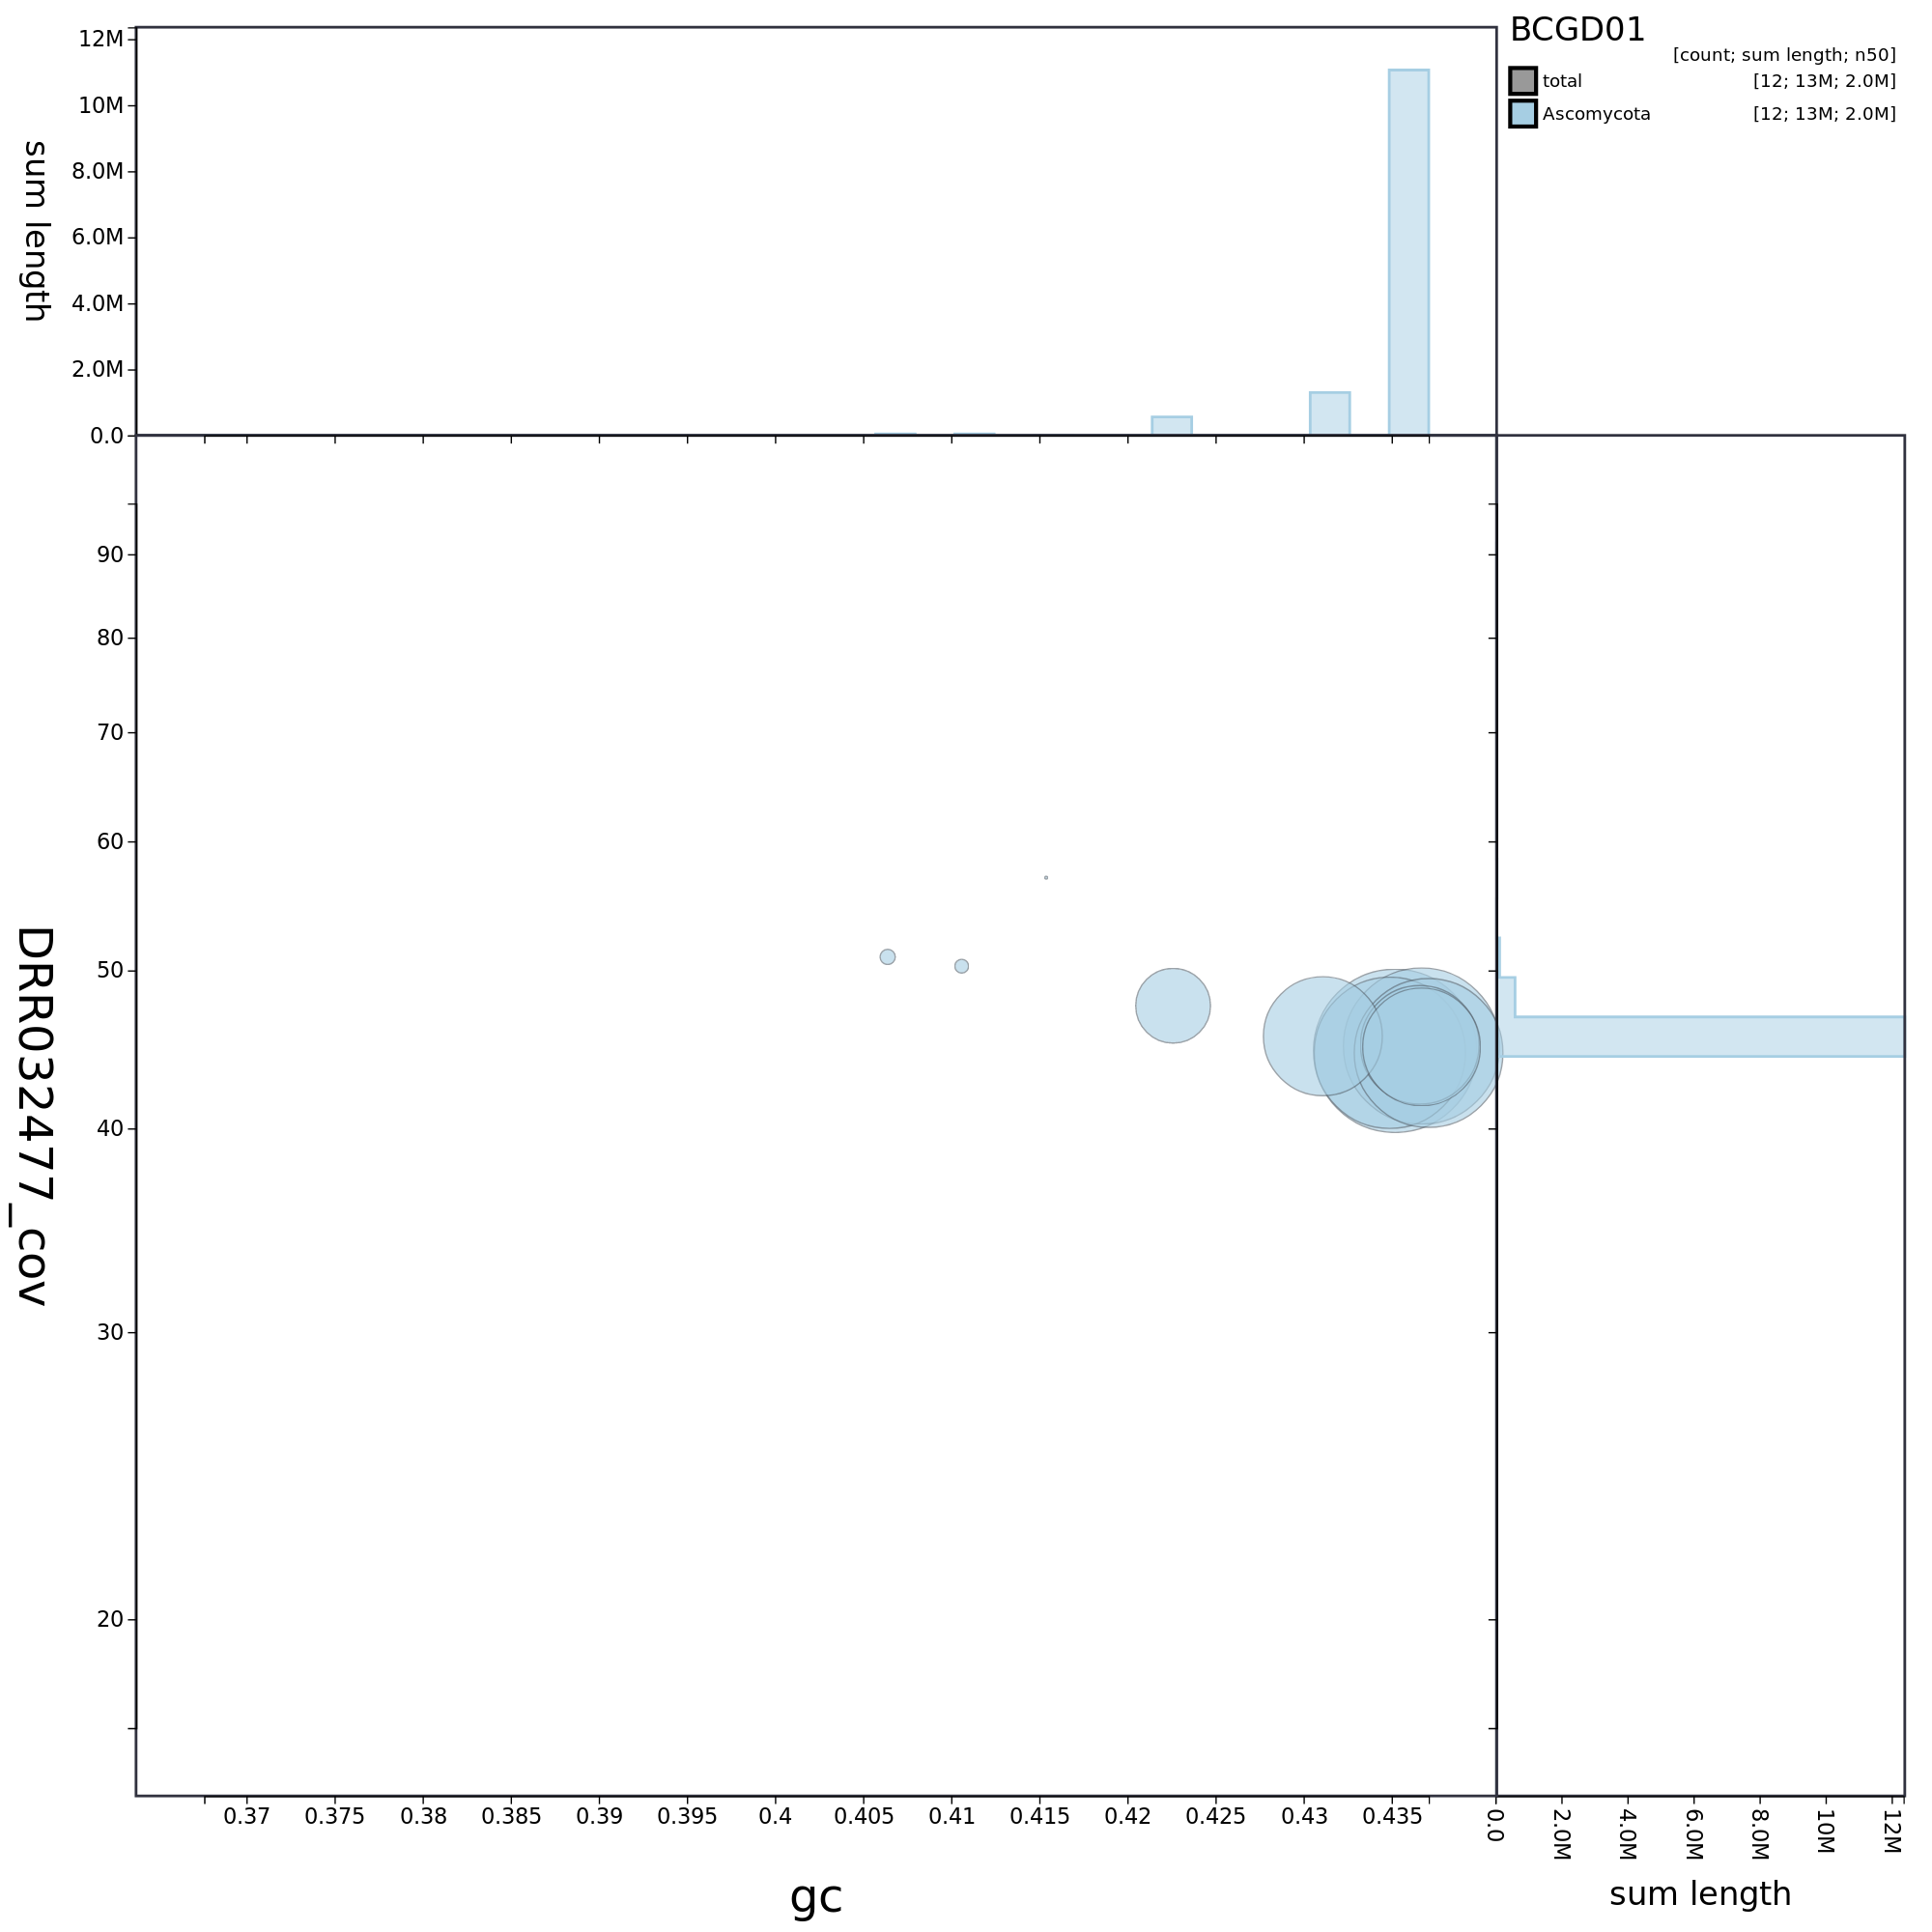 BCGD01
[count; sum length; n50]
total [12; 13M; 2.0M]
Ascomycota [12; 13M; 2.0M]
sum length
12M
10M
8.0M
6.0M
4.0M
2.0M
0.0
DRR032477_cov
90
80
70
60
50
40
30
20
0.37 0.375 0.38 0.385 0.39 0.395 0.4 0.405 0.41 0.415 0.42 0.425 0.43 0.435
gc
0.0 2.0M 4.0M 6.0M 8.0M 10M 12M
sum length